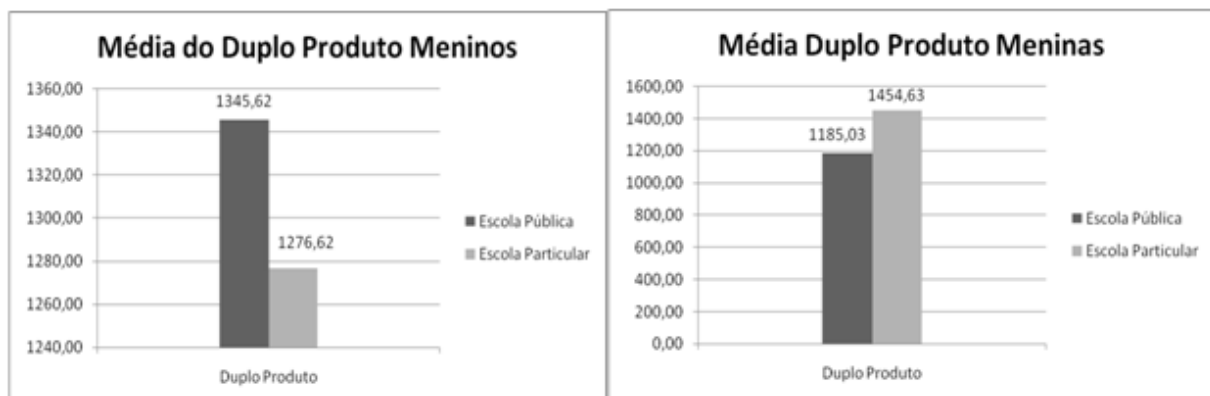 Média do Duplo Produto Meninos
1360,00
1340,00
1320,00
1300,00
1280,00
1260,00
1240,00
1345,62
1276,62
Duplo Produto
Escola Pública
Escola Particular
Média Duplo Produto Meninas
1600,00
1400,00
1200,00
1000,00
800,00
600,00
400,00
200,00
0,00
1185,03
1454,63
Duplo Produto
Escola Pública
Escola Particular